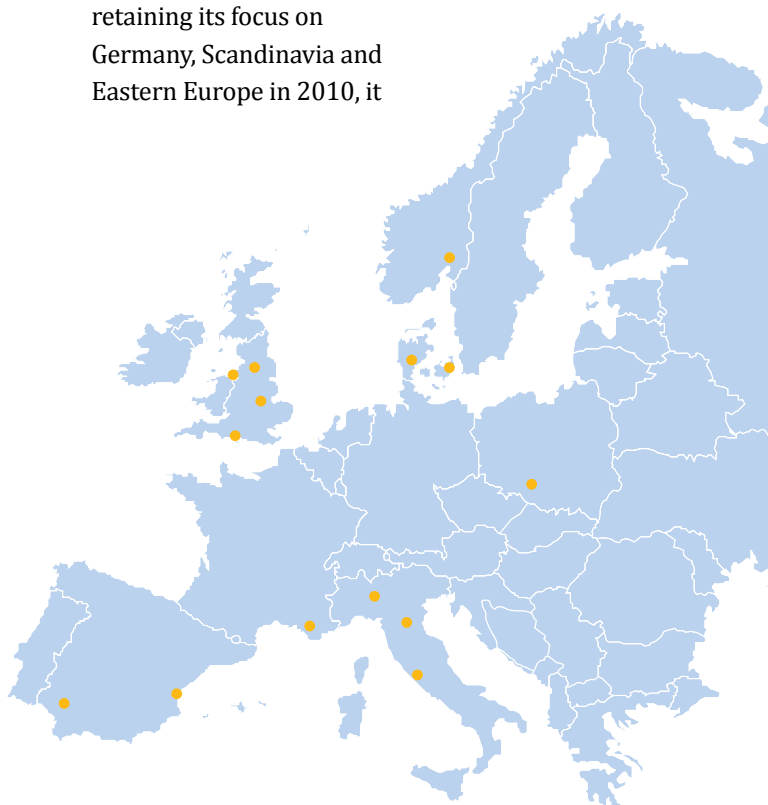 retaining its focus on
Germany, Scandinavia and
Eastern Europe in 2010, it